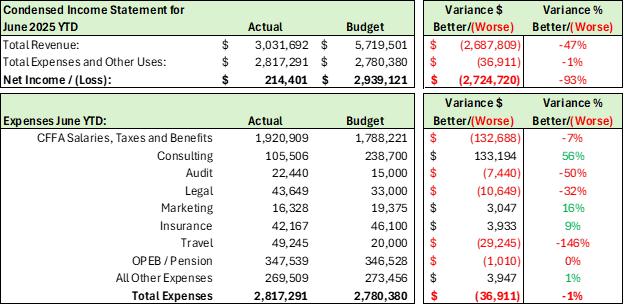 Condensed Income Statement for Variance $ Variance %
June 2025 YTD Actual Budget Better/(Worse) Better/(Worse)
Total Revenue: $ 3,031,692 $ 5,719,501 $ (2,687,809) -47%
Total Expenses and Other Uses: $ 2,817,291 $ 2,780,380 $ (36,911) -1%
Net Income / (Loss): $ 214,401 $ 2,939,121 $ (2,724,720) -93%
Variance $ Variance %
Expenses June YTD: Actual Budget Better/(Worse) Better/(Worse)
CFFA Salaries, Taxes and Benefits 1,920,909 1,788,221 $ (132,688) -7%
Consulting 105,506 238,700 $ 133,194 56%
Audit 22,440 15,000 $ (7,440) -50%
Legal 43,649 33,000 $ (10,649) -32%
Marketing 16,328 19,375 $ 3,047 16%
Insurance 42,167 46,100 $ 3,933 9%
Travel 49,245 20,000 $ (29,245) -146%
OPEB / Pension 347,539 346,528 $ (1,010) 0%
All Other Expenses 269,509 273,456 $ 3,947 1%
Total Expenses 2,817,291 2,780,380 $ (36,911) -1%